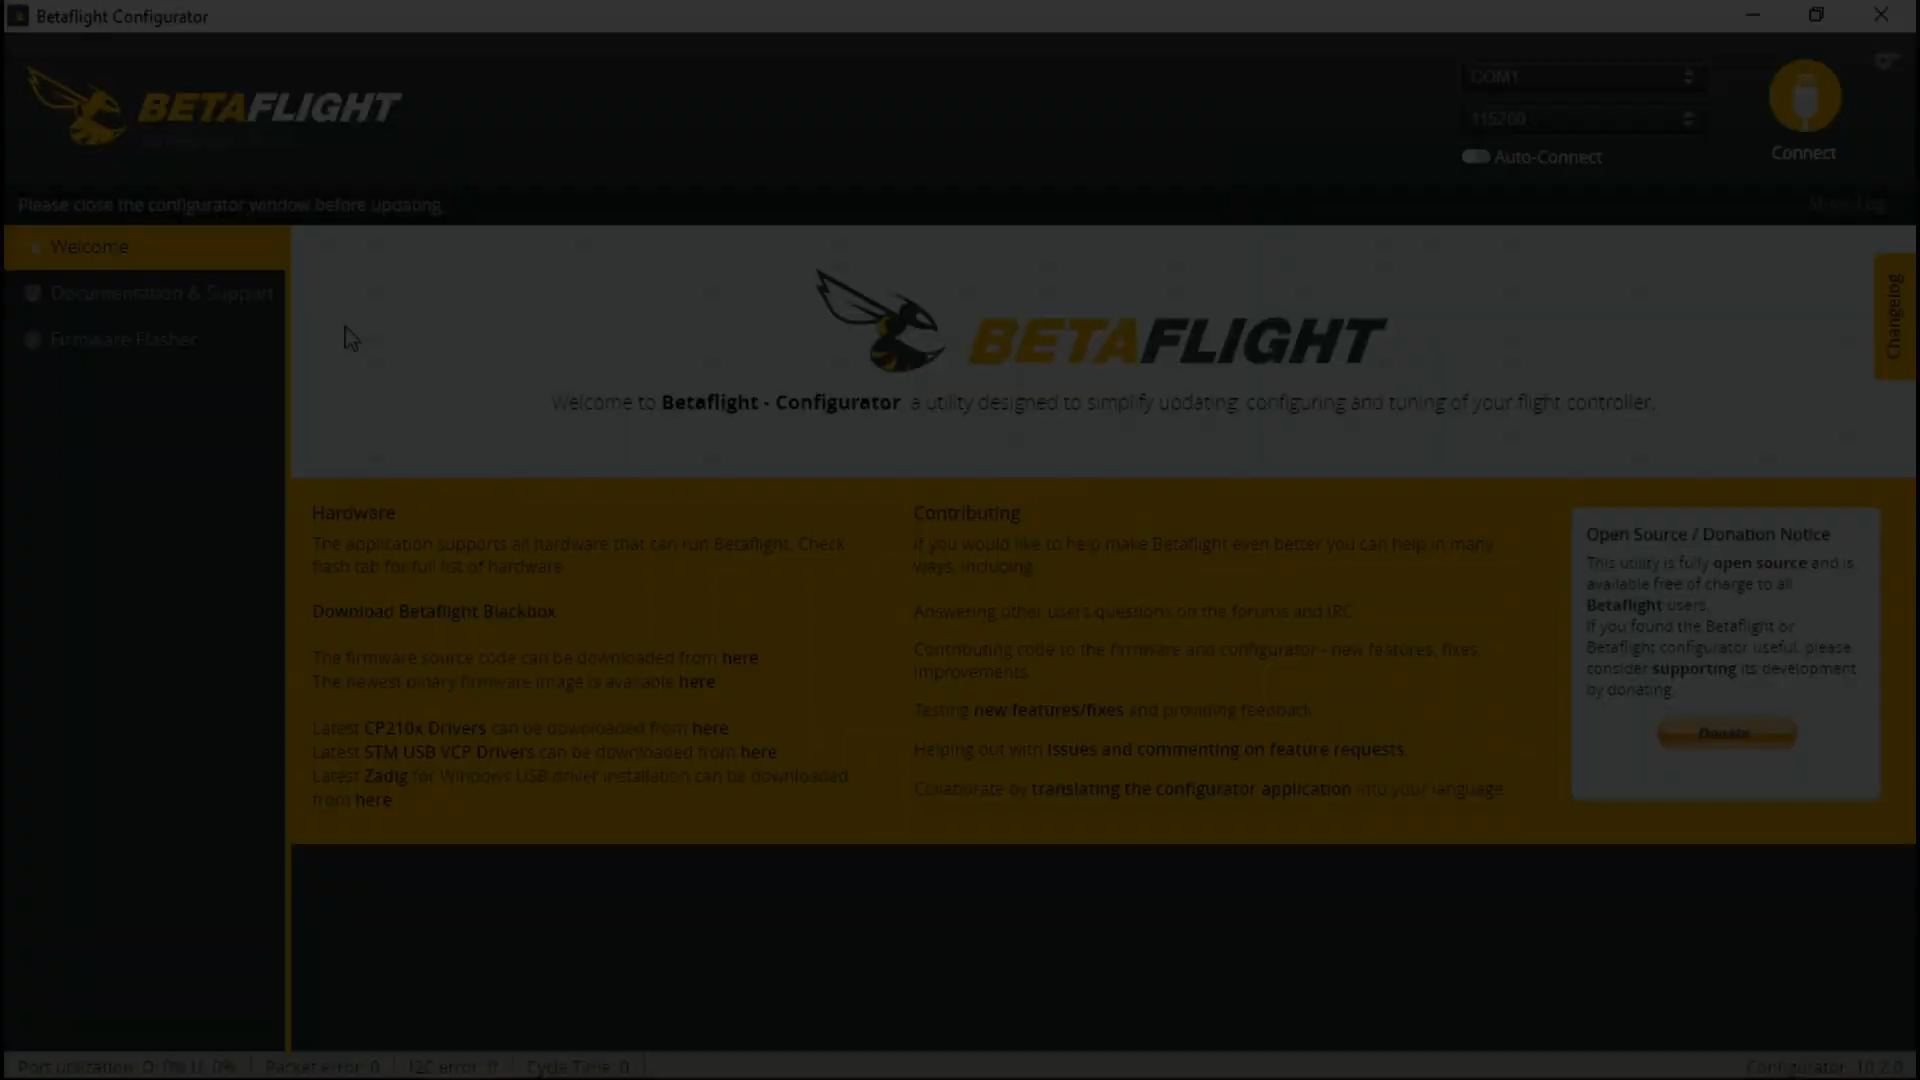 Betaflight Configurator
BETAFLIGHT
COM1
115200
Auto-Connect
Connect
Please close the configurator window before updating.
Welcome
Documentation & Support
Firmware Flasher
Changelog
BETAFLIGHT
Welcome to Betaflight - Configurator, a utility designed to simplify updating, configuring and tuning of your flight controller.
Hardware
The application supports all hardware that can run Betaflight. Check
flash tab for full list of hardware.
Download Betaflight Blackbox
The firmware source code can be downloaded from here
The newest binary firmware image is available here
Latest CP210x Drivers can be downloaded from here
Latest STM USB VCP Drivers can be downloaded from here
Latest Zadig for Windows USB driver installation can be downloaded
from here
Contributing
If you would like to help make Betaflight even better you can help in many
ways, including:
Answering other users questions on the forums and IRC.
Contributing code to the firmware and configurator - new features, fixes,
improvements.
Testing new features/fixes and providing feedback.
Helping out with issues and commenting on feature requests.
Collaborate by translating the configurator application into your language.
Open Source / Donation Notice
This utility is fully open source and is
available free of charge to all
Betaflight users.
If you found the Betaflight or
Betaflight configurator useful, please
consider supporting its development
by donating.
Donate
Port utilization: D: 0% U: 0%
Packet error: 0
I2C error: 0
Cycle Time: 0
Configurator: 10.2.0